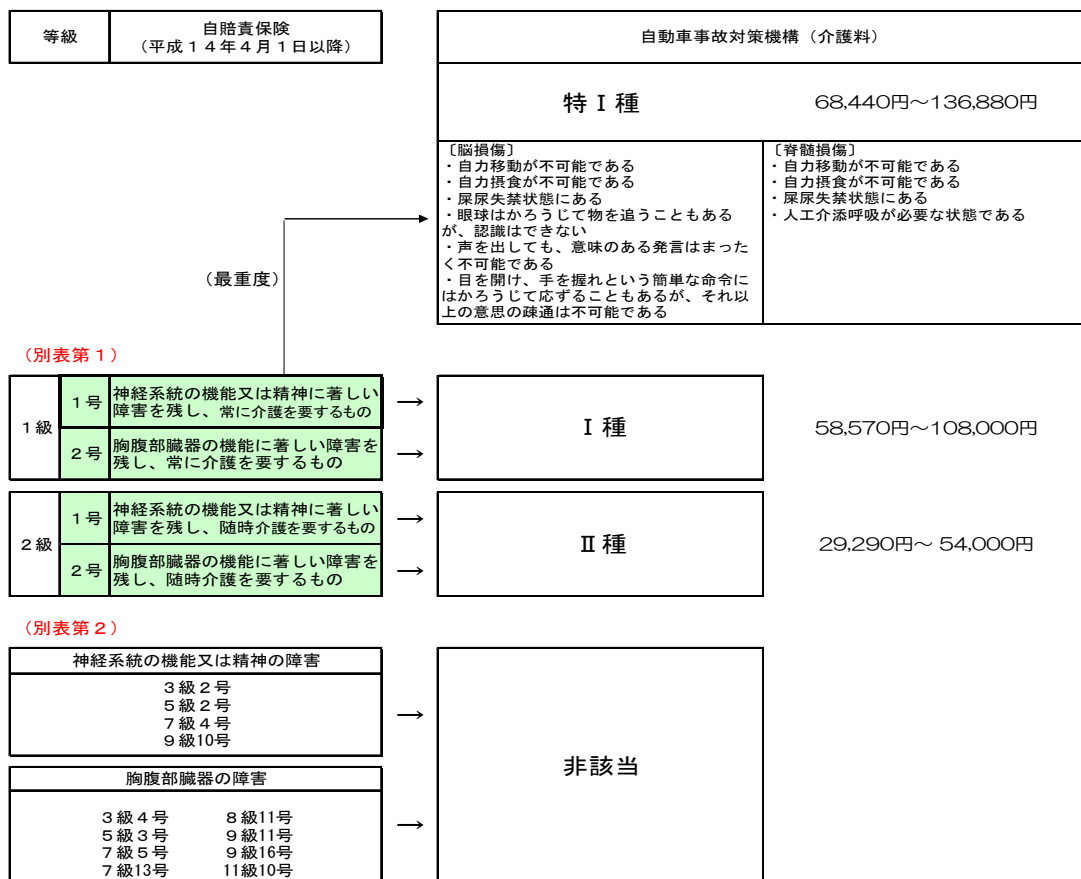 等級
自賠責保険
（平成１４年４月１日以降）
自動車事故対策機構（介護料）
特Ⅰ種
68,440円～136,880円
〔脳損傷〕
・自力移動が不可能である
・自力摂食が不可能である
・屎尿失禁状態にある
・眼球はかろうじて物を追うこともある
が、認識はできない
・声を出しても、意味のある発言はまった
く不可能である
・目を開け、手を握れという簡単な命令に
はかろうじて応ずることもあるが、それ以
上の意思の疎通は不可能である
〔脊髄損傷〕
・自力移動が不可能である
・自力摂食が不可能である
・屎尿失禁状態にある
・人工介添呼吸が必要な状態である
（最重度）
（別表第１）
１級
１号
神経系統の機能又は精神に著しい
障害を残し、常に介護を要するもの
→
２号
胸腹部臓器の機能に著しい障害を
残し、常に介護を要するもの
→
Ⅰ種
58,570円～108,000円
２級
１号
神経系統の機能又は精神に著しい
障害を残し、随時介護を要するもの
→
２号
胸腹部臓器の機能に著しい障害を
残し、随時介護を要するもの
→
Ⅱ種
29,290円～ 54,000円
（別表第２）
神経系統の機能又は精神の障害
３級２号
５級２号
７級４号
９級10号
→
胸腹部臓器の障害
３級４号 ８級11号
５級３号 ９級11号
７級５号 ９級16号
７級13号 11級10号
→
非該当